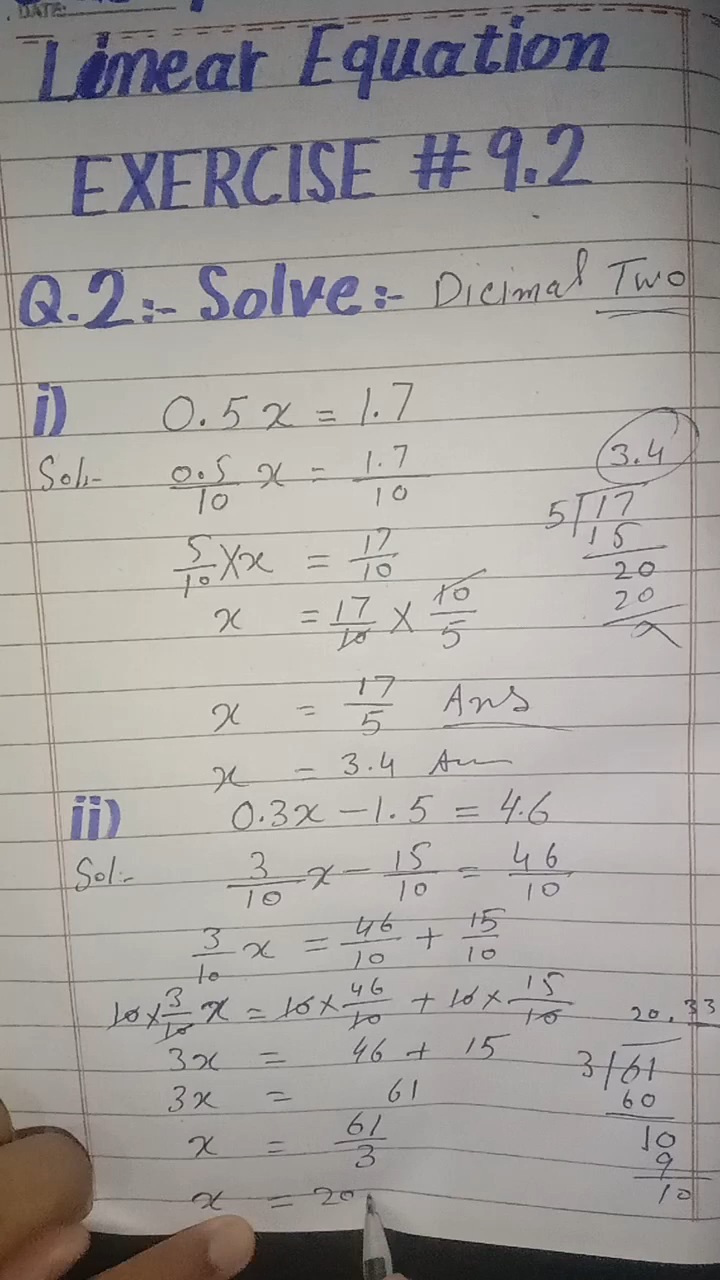 DATE:
Linear Equation
EXERCISE # 9.2
Q.2:- Solve:- Dicimal Two
i) 0.5x = 1.7
Sol:- 0.5/10 x = 1.7/10
5/10 × x = 17/10
x = 17/10 × 10/5
x = 17/5 Ans
x = 3.4 Ans
3.4
5 17
15
20
20
×
ii) 0.3x - 1.5 = 4.6
Sol:- 3/10 x - 15/10 = 46/10
3/10 x = 46/10 + 15/10
10 × 3/10 x = 10 × 46/10 + 10 × 15/10
3x = 46 + 15
3x = 61
x = 61/3
x = 20
20.33
3 61
60
10
9
10